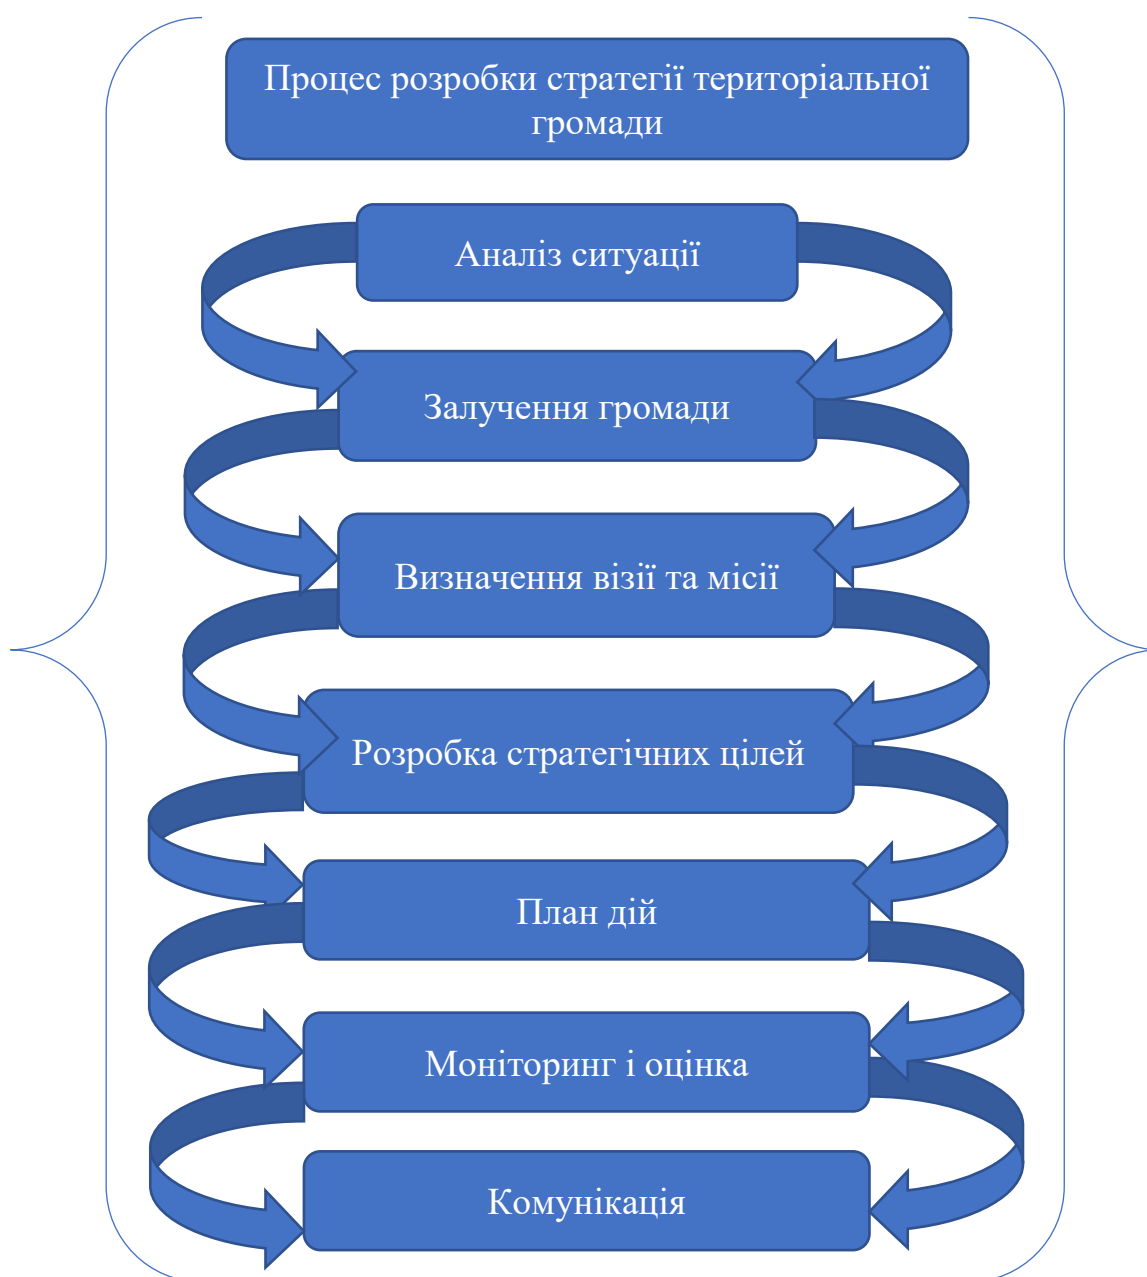 Процес розробки стратегії територіальної
громади
Аналіз ситуації
Залучення громади
Визначення візії та місії
Розробка стратегічних цілей
План дій
Моніторинг і оцінка
Комунікація